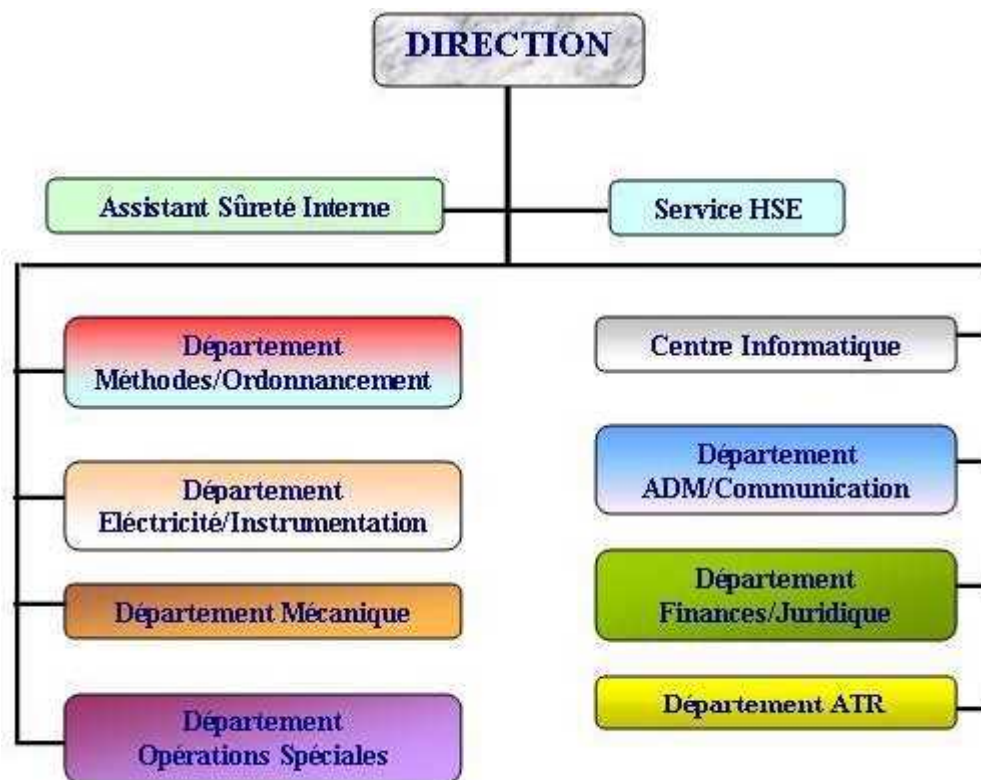 DIRECTION
Assistant Sûreté Interne
Service HSE
Département
Méthodes/Ordonnancement
Département
Eléctricité/Instrumentation
Département Mécanique
Département
Opérations Spéciales
Centre Informatique
Département
ADM/Communication
Département
Finances/Juridique
Département ATR